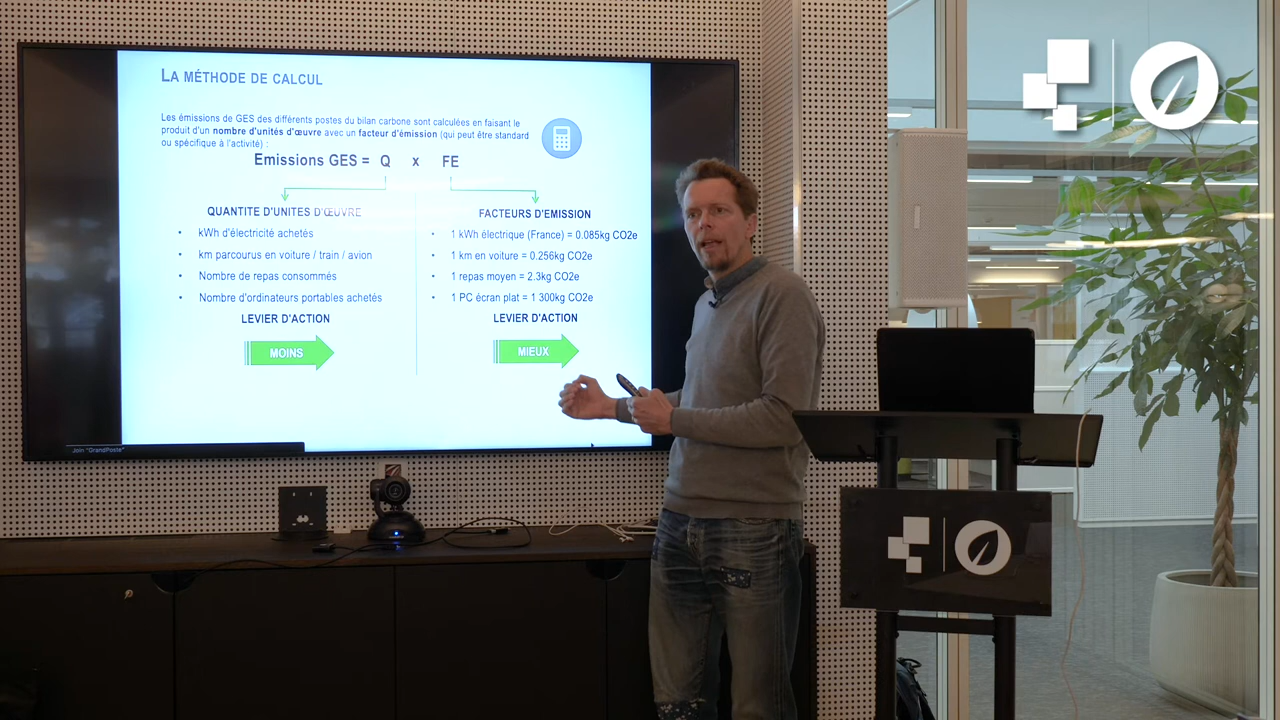 LA MÉTHODE DE CALCUL
Les émissions de GES des différents postes du bilan carbone sont calculées en faisant le
produit d'un nombre d'unités d'œuvre avec un facteur d'émission (qui peut être standard
ou spécifique à l'activité) :
Emissions GES = Q x FE
QUANTITE D'UNITES D'ŒUVRE
• kWh d'électricité achetés
• km parcourus en voiture / train / avion
• Nombre de repas consommés
• Nombre d'ordinateurs portables achetés
LEVIER D'ACTION
MOINS
FACTEURS D'EMISSION
• 1 kWh électrique (France) = 0.085kg CO2e
• 1 km en voiture = 0.256kg CO2e
• 1 repas moyen = 2.3kg CO2e
• 1 PC écran plat = 1 300kg CO2e
LEVIER D'ACTION
MIEUX
Join "GrandPoste"